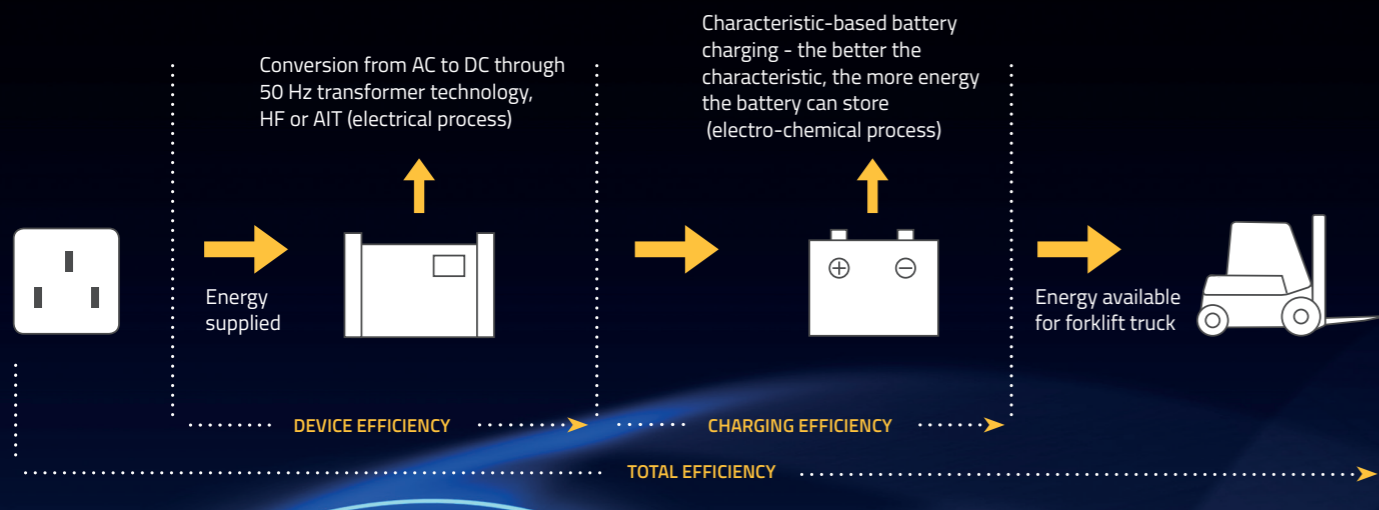 Conversion from AC to DC through
50 Hz transformer technology,
HF or AIT (electrical process)
Characteristic-based battery
charging - the better the
characteristic, the more energy
the battery can store
(electro-chemical process)
Energy
supplied
Energy available
for forklift truck
DEVICE EFFICIENCY
CHARGING EFFICIENCY
TOTAL EFFICIENCY